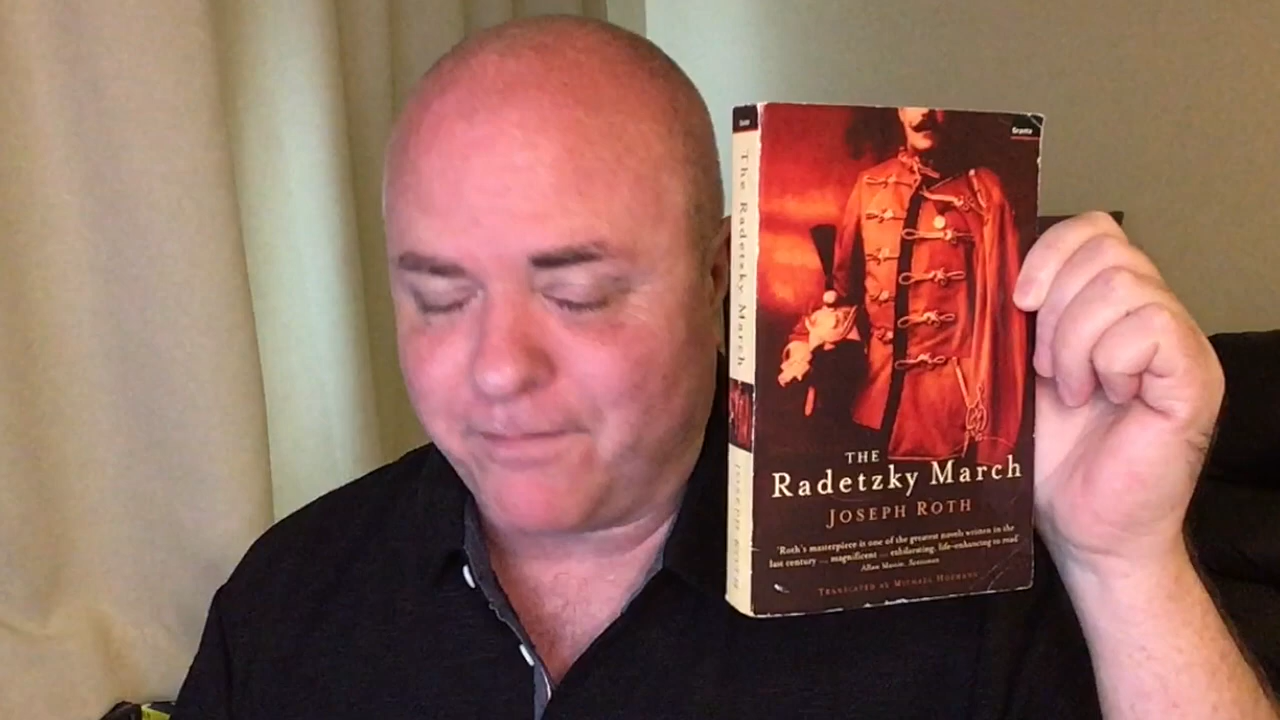 Granta
The Radetzky March
JOSEPH ROTH
THE
Radetzky March
JOSEPH ROTH
'Roth's masterpiece is one of the greatest novels written in the
last century ... magnificent ... exhilarating, life-enhancing to read'
Allan Massie, Scotsman
TRANSLATED BY MICHAEL HOFMANN